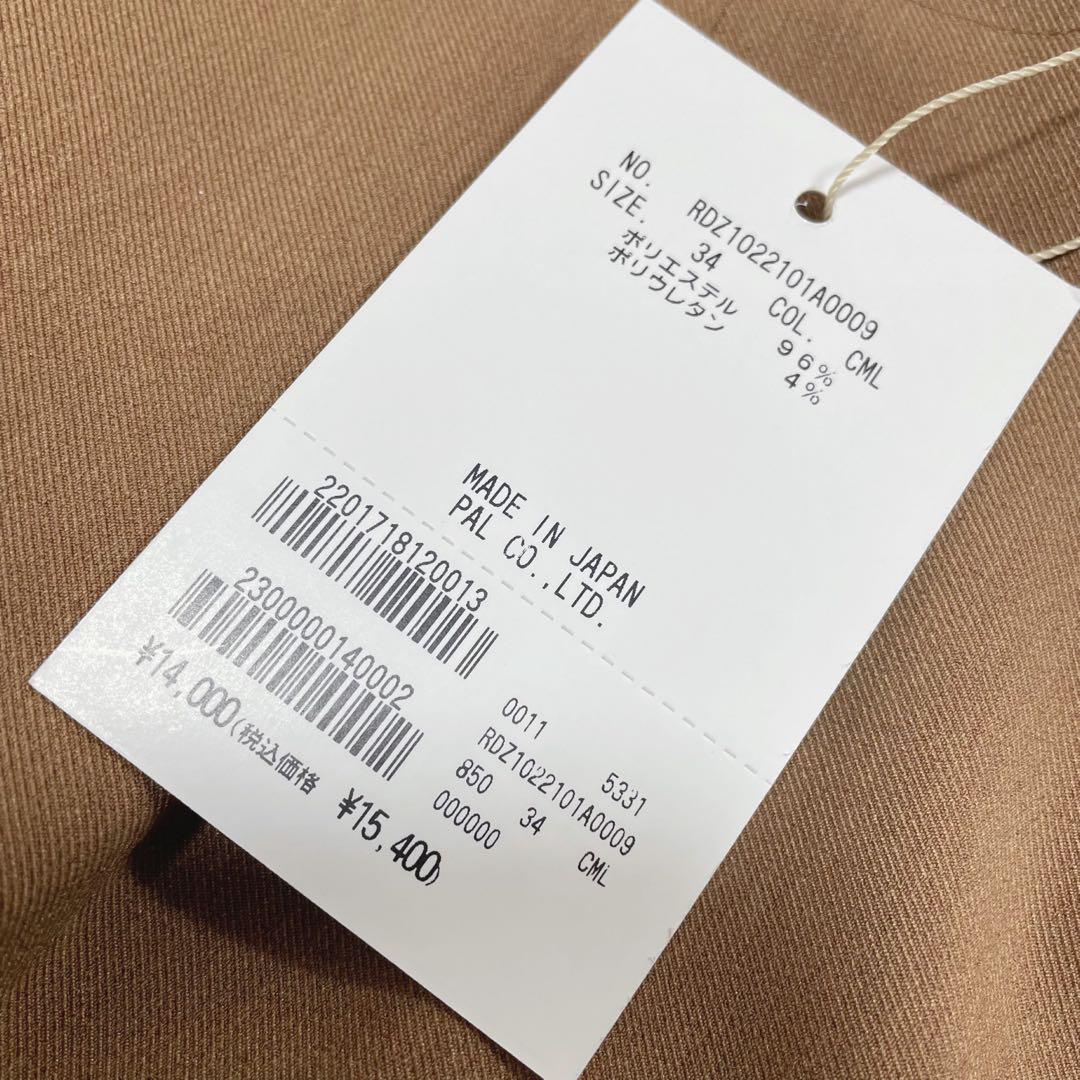 NO. RDZ1022101A0009
SIZE. 34 COL. CML
ポリエステル 96%
ポリウレタン 4%
MADE IN JAPAN
PAL CO.,LTD.
2201718120013
2300000140002
¥14,000(税込価格 ¥15,400)
0011 5331
RDZ1022101A0009
850 34 CML
000000